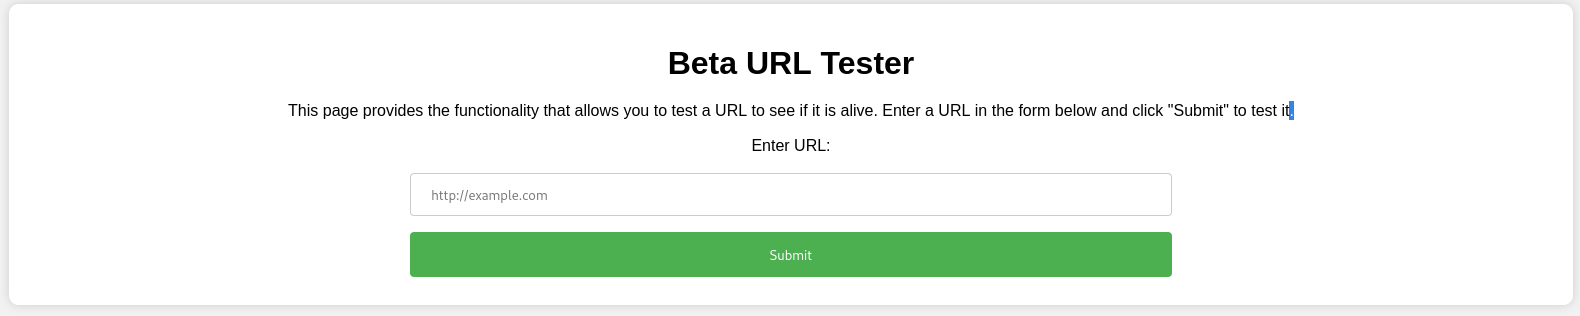 Beta URL Tester
This page provides the functionality that allows you to test a URL to see if it is alive. Enter a URL in the form below and click "Submit" to test it.
Enter URL:
http://example.com
Submit